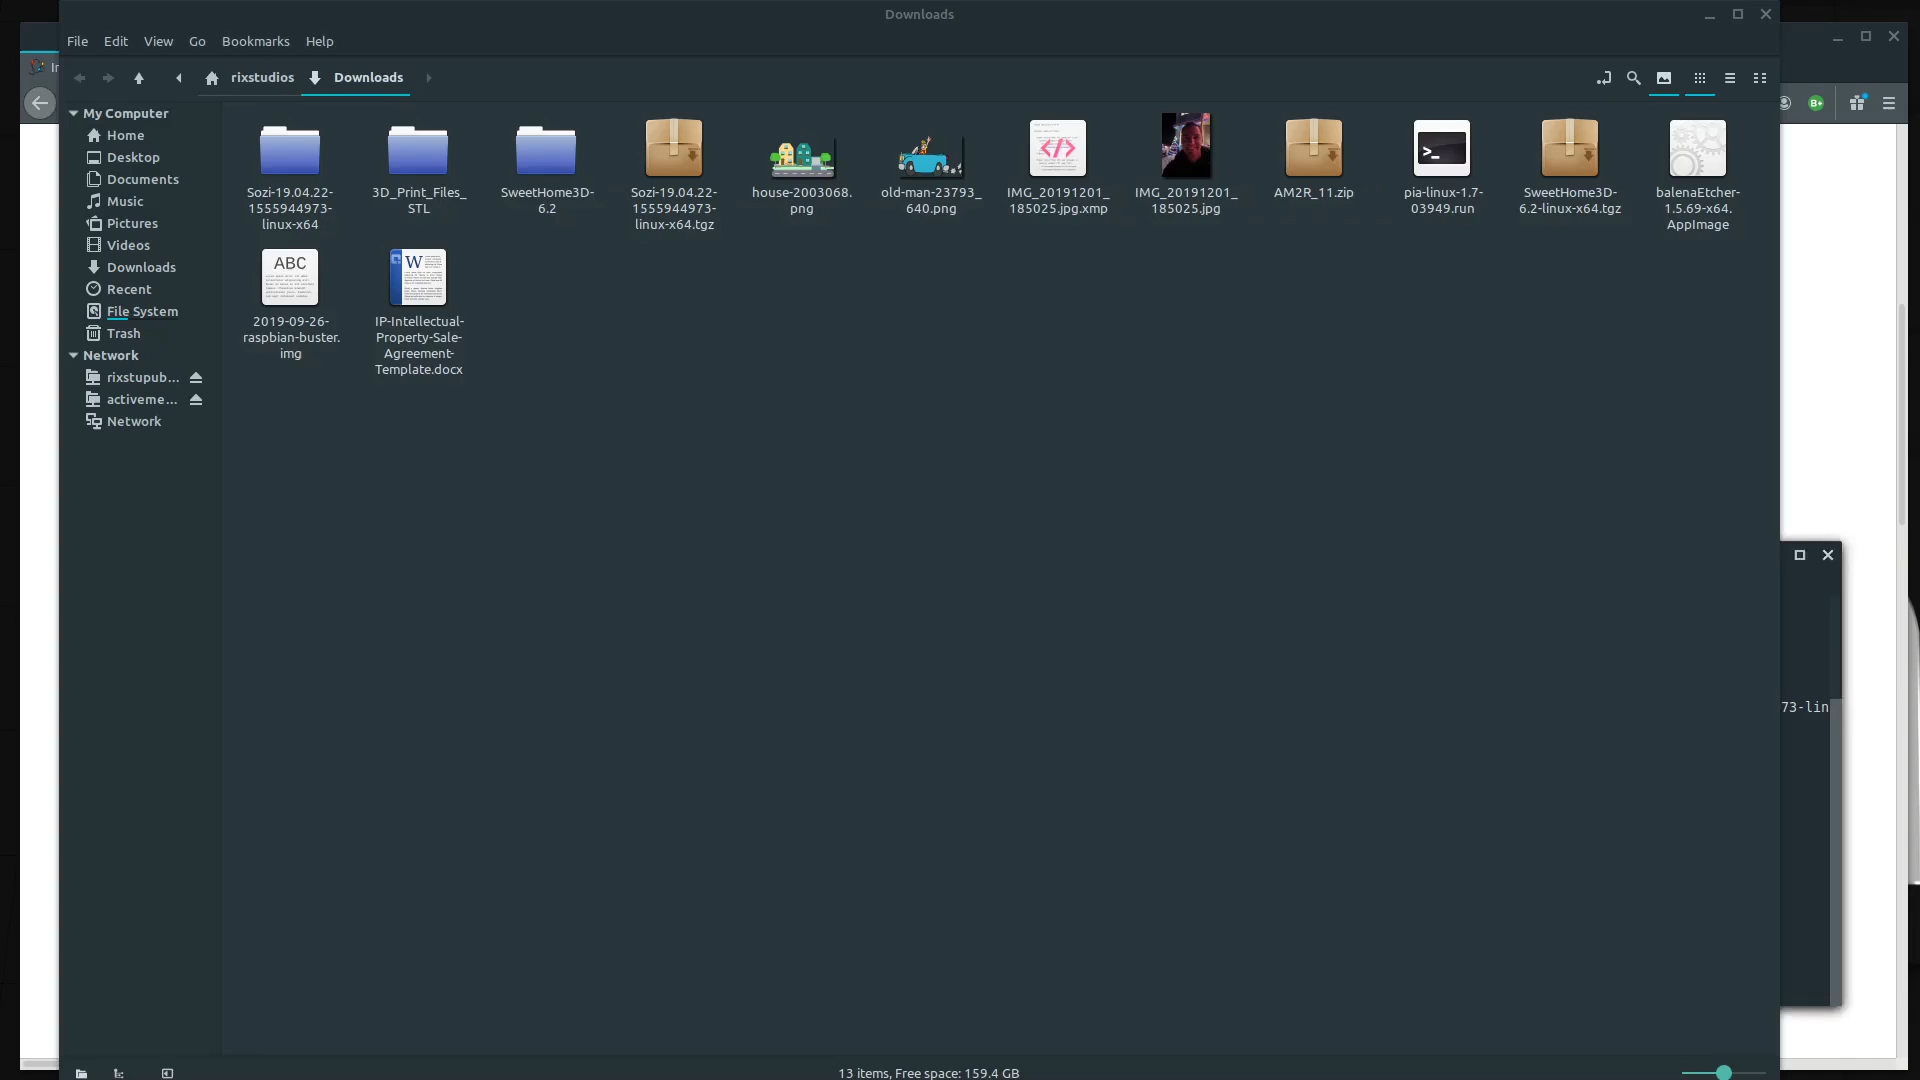 Downloads
File Edit View Go Bookmarks Help
rixstudios Downloads
My Computer
Home
Desktop
Documents
Music
Pictures
Videos
Downloads
Recent
File System
Trash
Network
rixstupub...
activeme...
Network
Sozi-19.04.22-
1555944973-
linux-x64
3D_Print_Files_
STL
SweetHome3D-
6.2
Sozi-19.04.22-
1555944973-
linux-x64.tgz
house-2003068.
png
old-man-23793_
640.png
IMG_20191201_
185025.jpg.xmp
IMG_20191201_
185025.jpg
AM2R_11.zip
pia-linux-1.7-
03949.run
SweetHome3D-
6.2-linux-x64.tgz
balenaEtcher-
1.5.69-x64.
AppImage
ABC
2019-09-26-
raspbian-buster.
img
W
IP-Intellectual-
Property-Sale-
Agreement-
Template.docx
73-lin
B+
13 items, Free space: 159.4 GB